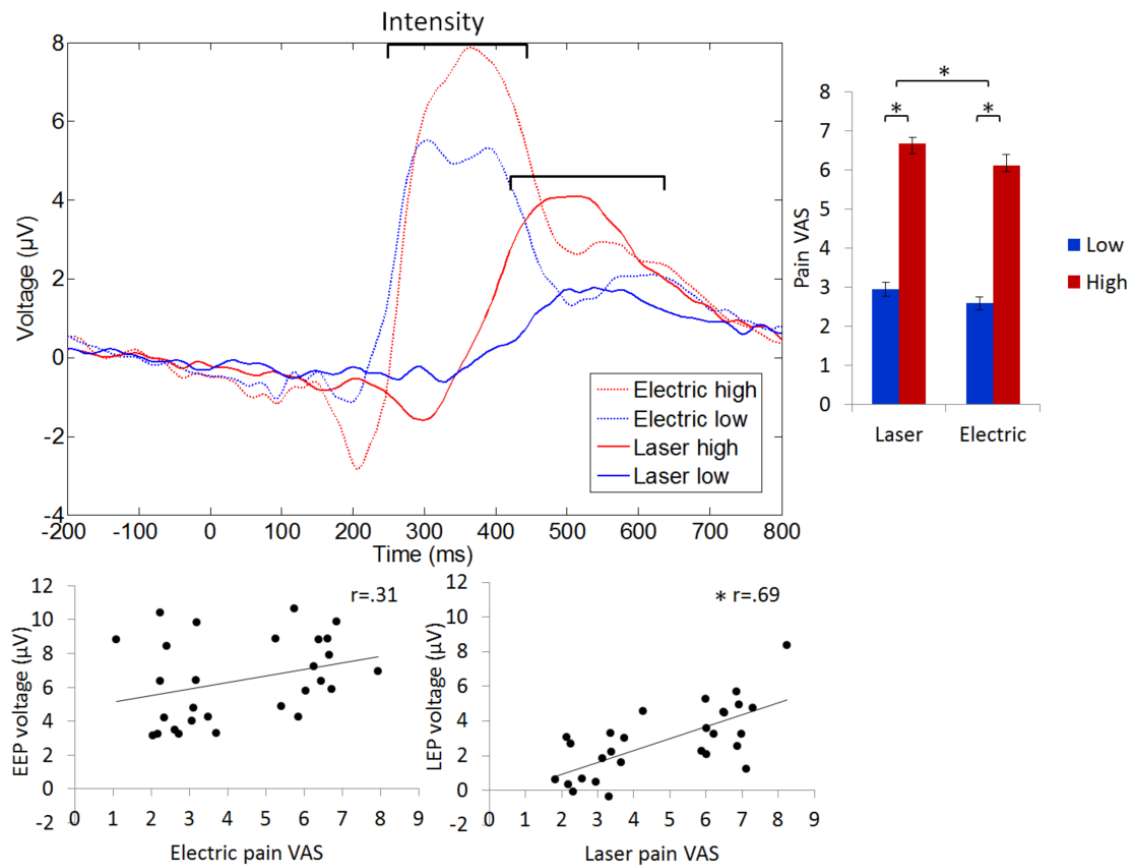 Intensity
8
6
4
2
0
-2
-4
Voltage (µV)
-200 -100 0 100 200 300 400 500 600 700 800
Time (ms)
Electric high
Electric low
Laser high
Laser low
*
* *
8
7
6
5
4
3
2
1
0
Pain VAS
Laser Electric
Low
High
12
10
8
6
4
2
0
-2
EEP voltage (µV)
r=.31
0 1 2 3 4 5 6 7 8 9
Electric pain VAS
12
10
8
6
4
2
0
-2
LEP voltage (µV)
* r=.69
0 1 2 3 4 5 6 7 8 9
Laser pain VAS